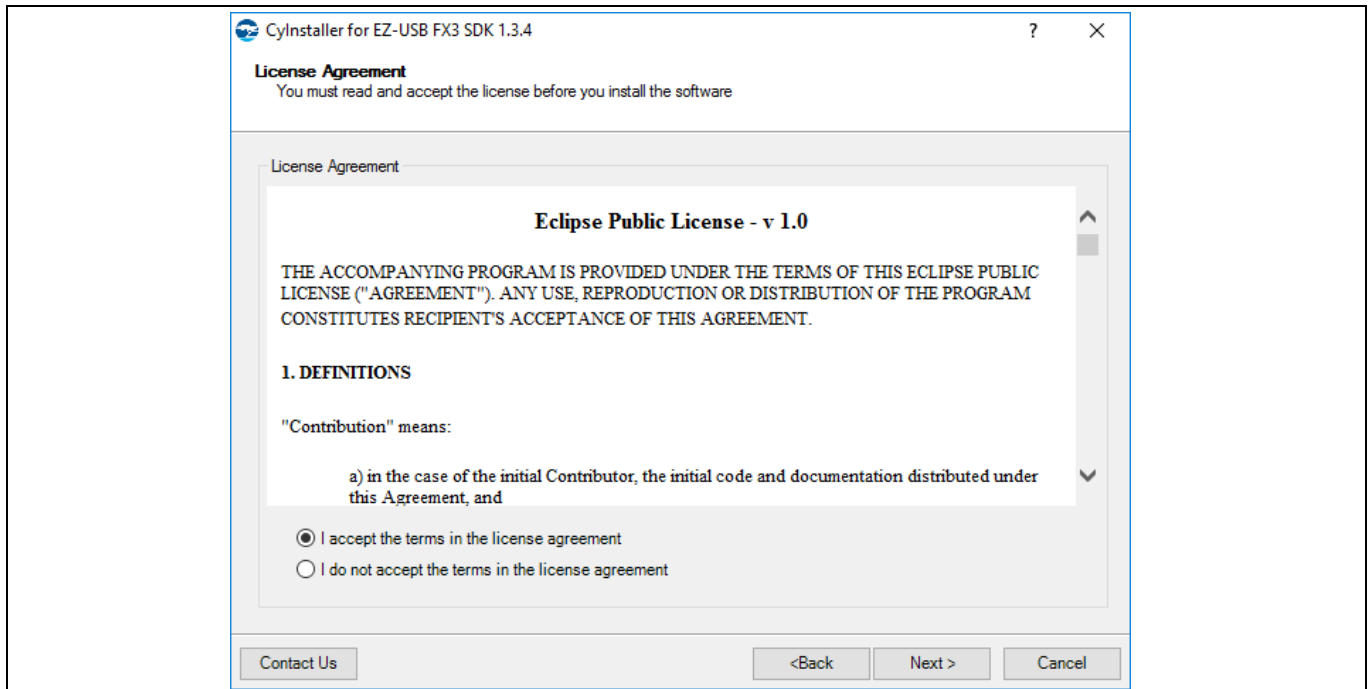 CyInstaller for EZ-USB FX3 SDK 1.3.4
License Agreement
You must read and accept the license before you install the software
License Agreement
Eclipse Public License - v 1.0
THE ACCOMPANYING PROGRAM IS PROVIDED UNDER THE TERMS OF THIS ECLIPSE PUBLIC
LICENSE ("AGREEMENT"). ANY USE, REPRODUCTION OR DISTRIBUTION OF THE PROGRAM
CONSTITUTES RECIPIENT'S ACCEPTANCE OF THIS AGREEMENT.
1. DEFINITIONS
"Contribution" means:
a) in the case of the initial Contributor, the initial code and documentation distributed under
this Agreement, and
I accept the terms in the license agreement
I do not accept the terms in the license agreement
Contact Us
<Back
Next >
Cancel